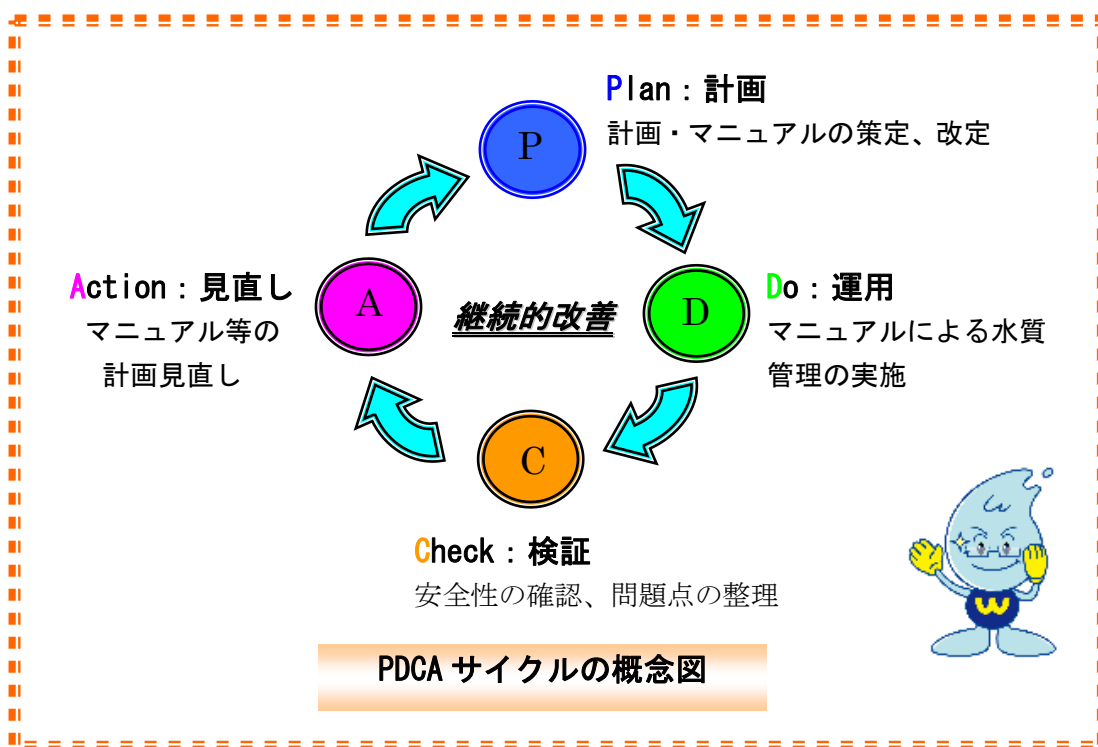 Plan：計画
計画・マニュアルの策定、改定
P
Action：見直し
マニュアル等の
計画見直し
A
継続的改善
D
Do：運用
マニュアルによる水質
管理の実施
C
Check：検証
安全性の確認、問題点の整理
W
PDCA サイクルの概念図